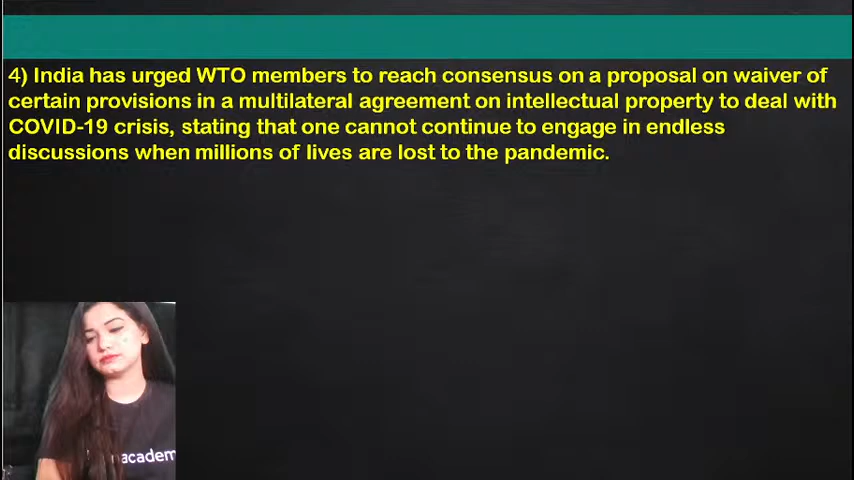 4) India has urged WTO members to reach consensus on a proposal on waiver of
certain provisions in a multilateral agreement on intellectual property to deal with
COVID-19 crisis, stating that one cannot continue to engage in endless
discussions when millions of lives are lost to the pandemic.
academ